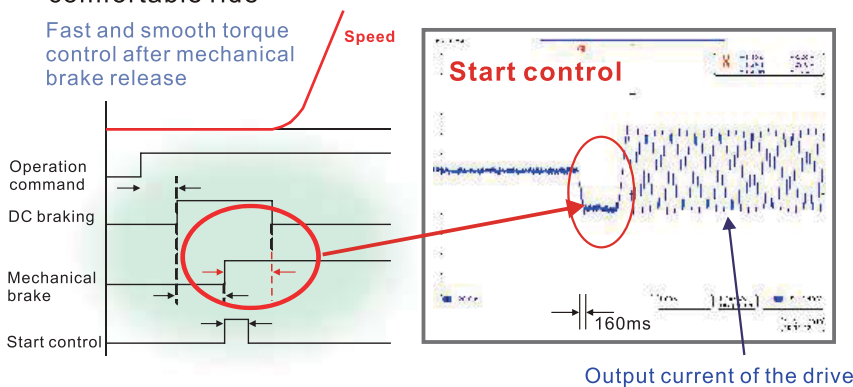 Fast and smooth torque
control after mechanical
brake release
Speed
Operation
command
DC braking
Mechanical
brake
Start control
Start control
160ms
Output current of the drive